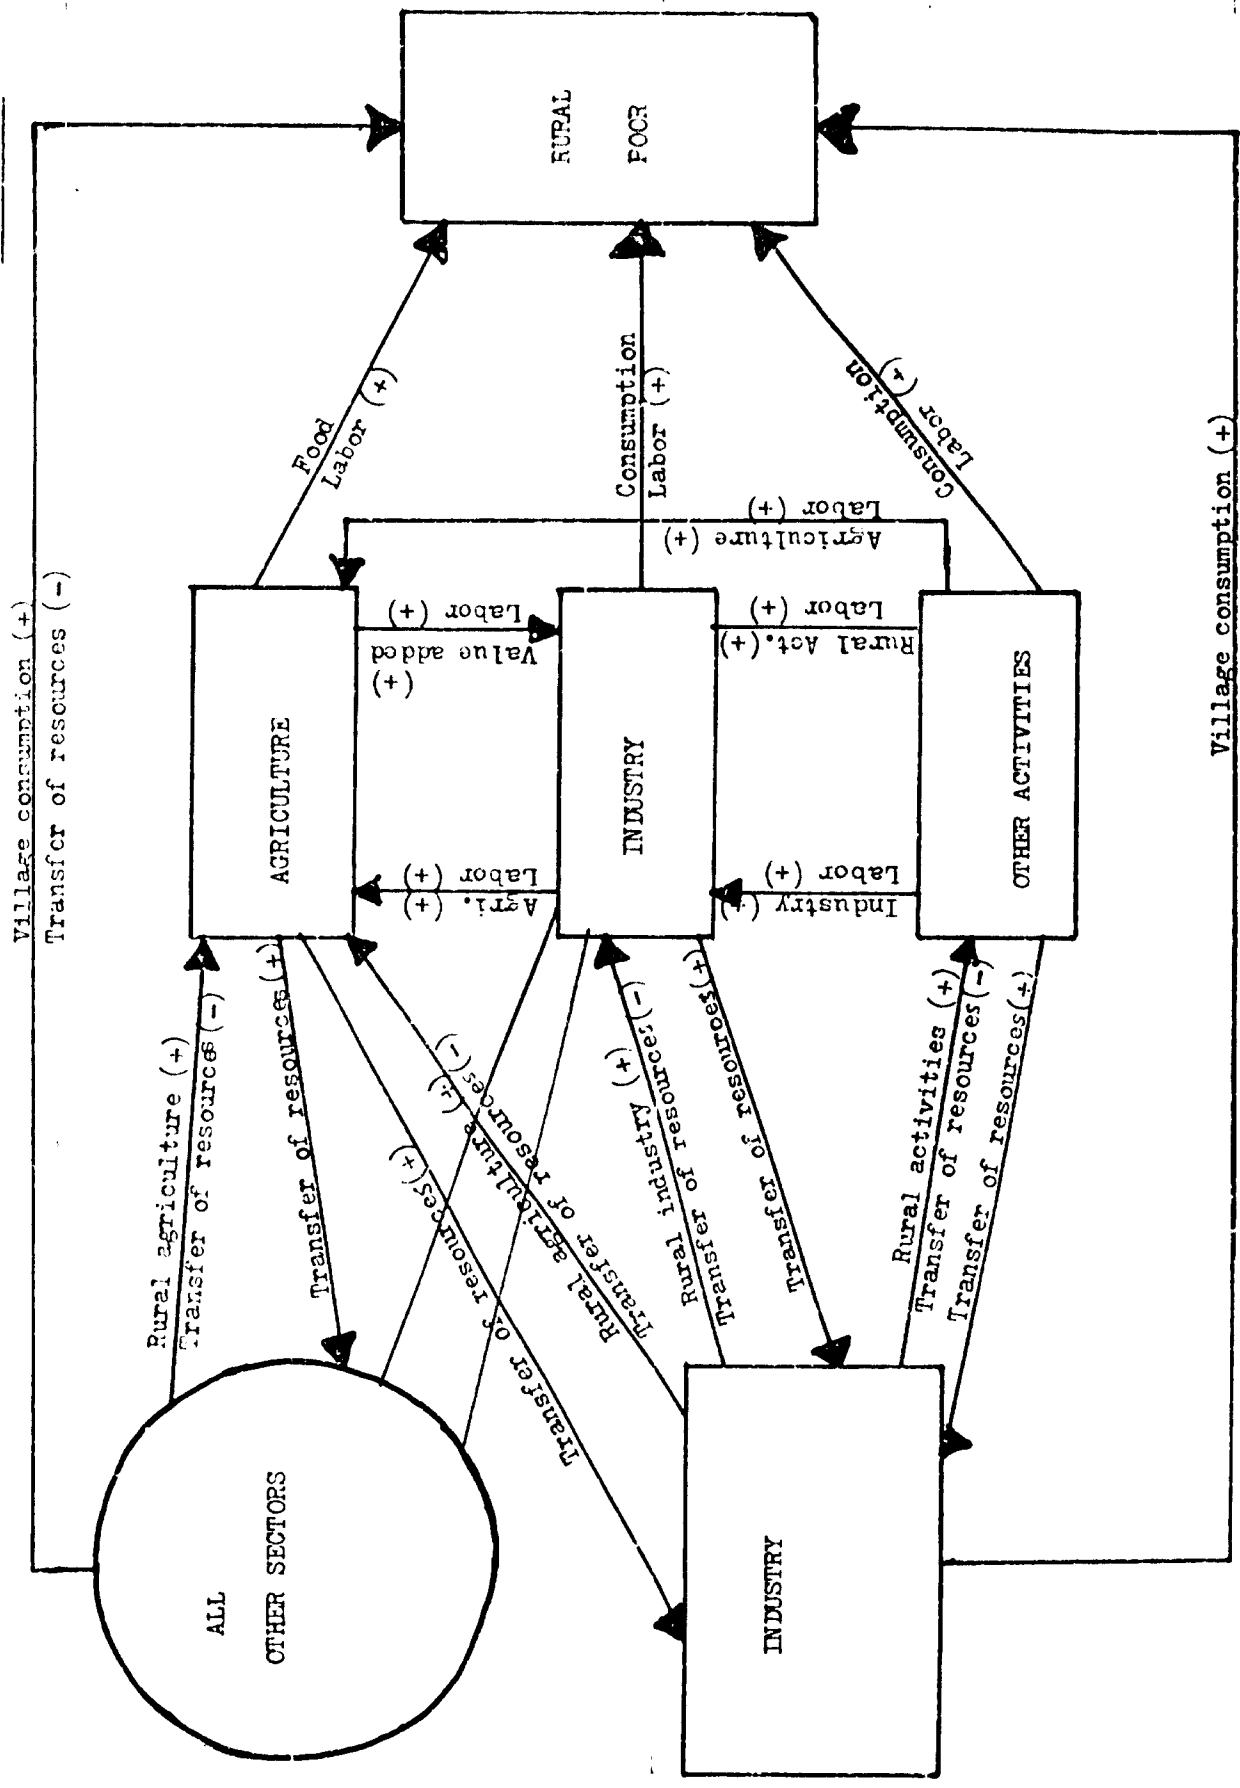 Village consumption (+)
Transfer of resources (-)
RURAL
POOR
Food
Labor (+)
Consumption
Labor (+)
Consumption
Labor (+)
Labor (+)
Agriculture (+)
AGRICULTURE
Labor (+)
Value added
(+)
Labor (+)
Agri. (+)
INDUSTRY
Labor (+)
Rural Act.(+)
Labor (+)
Industry (+)
OTHER ACTIVITIES
Village consumption (+)
Rural agriculture (+)
Transfer of resources (-)
Transfer of resources (+)
Transfer of resources(+)
Rural agriculture (+)
Transfer of resources(-)
Rural industry (+)
Transfer of resources(-)
Transfer of resources(+)
Rural activities (+)
Transfer of resources(-)
Transfer of resources(+)
ALL
OTHER SECTORS
INDUSTRY